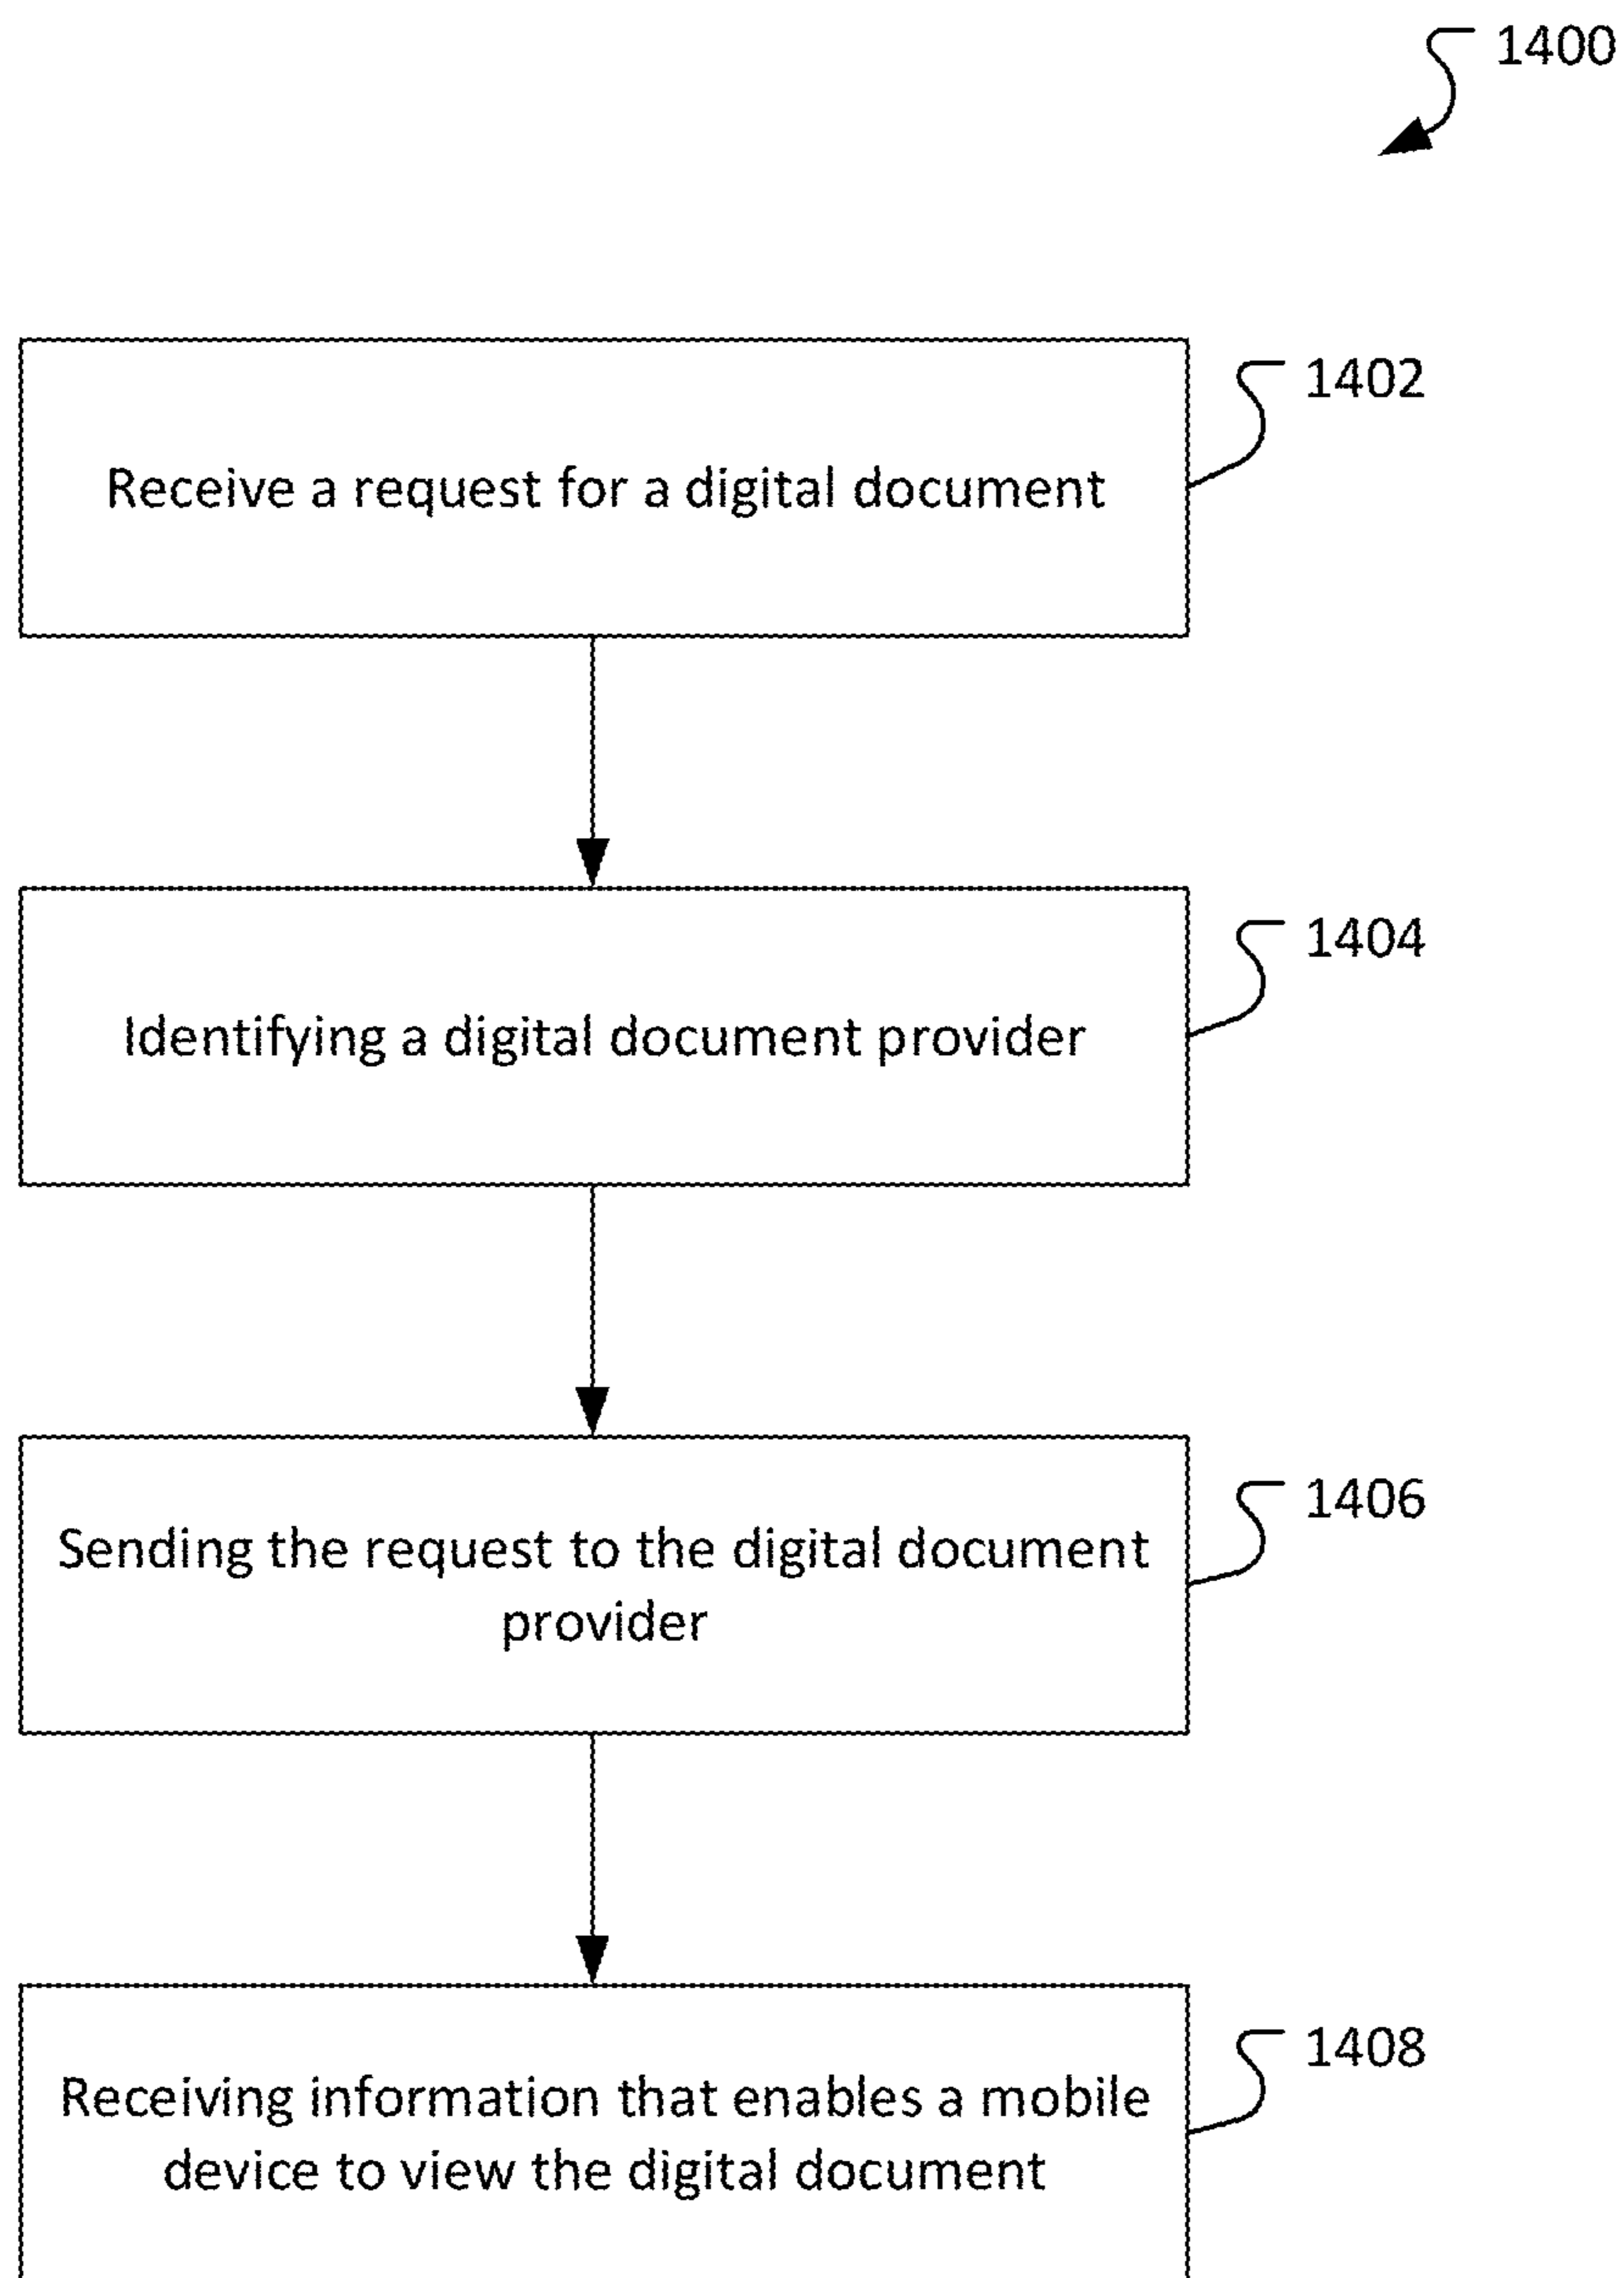 1400
1402
Receive a request for a digital document
1404
Identifying a digital document provider
1406
Sending the request to the digital document
provider
1408
Receiving information that enables a mobile
device to view the digital document